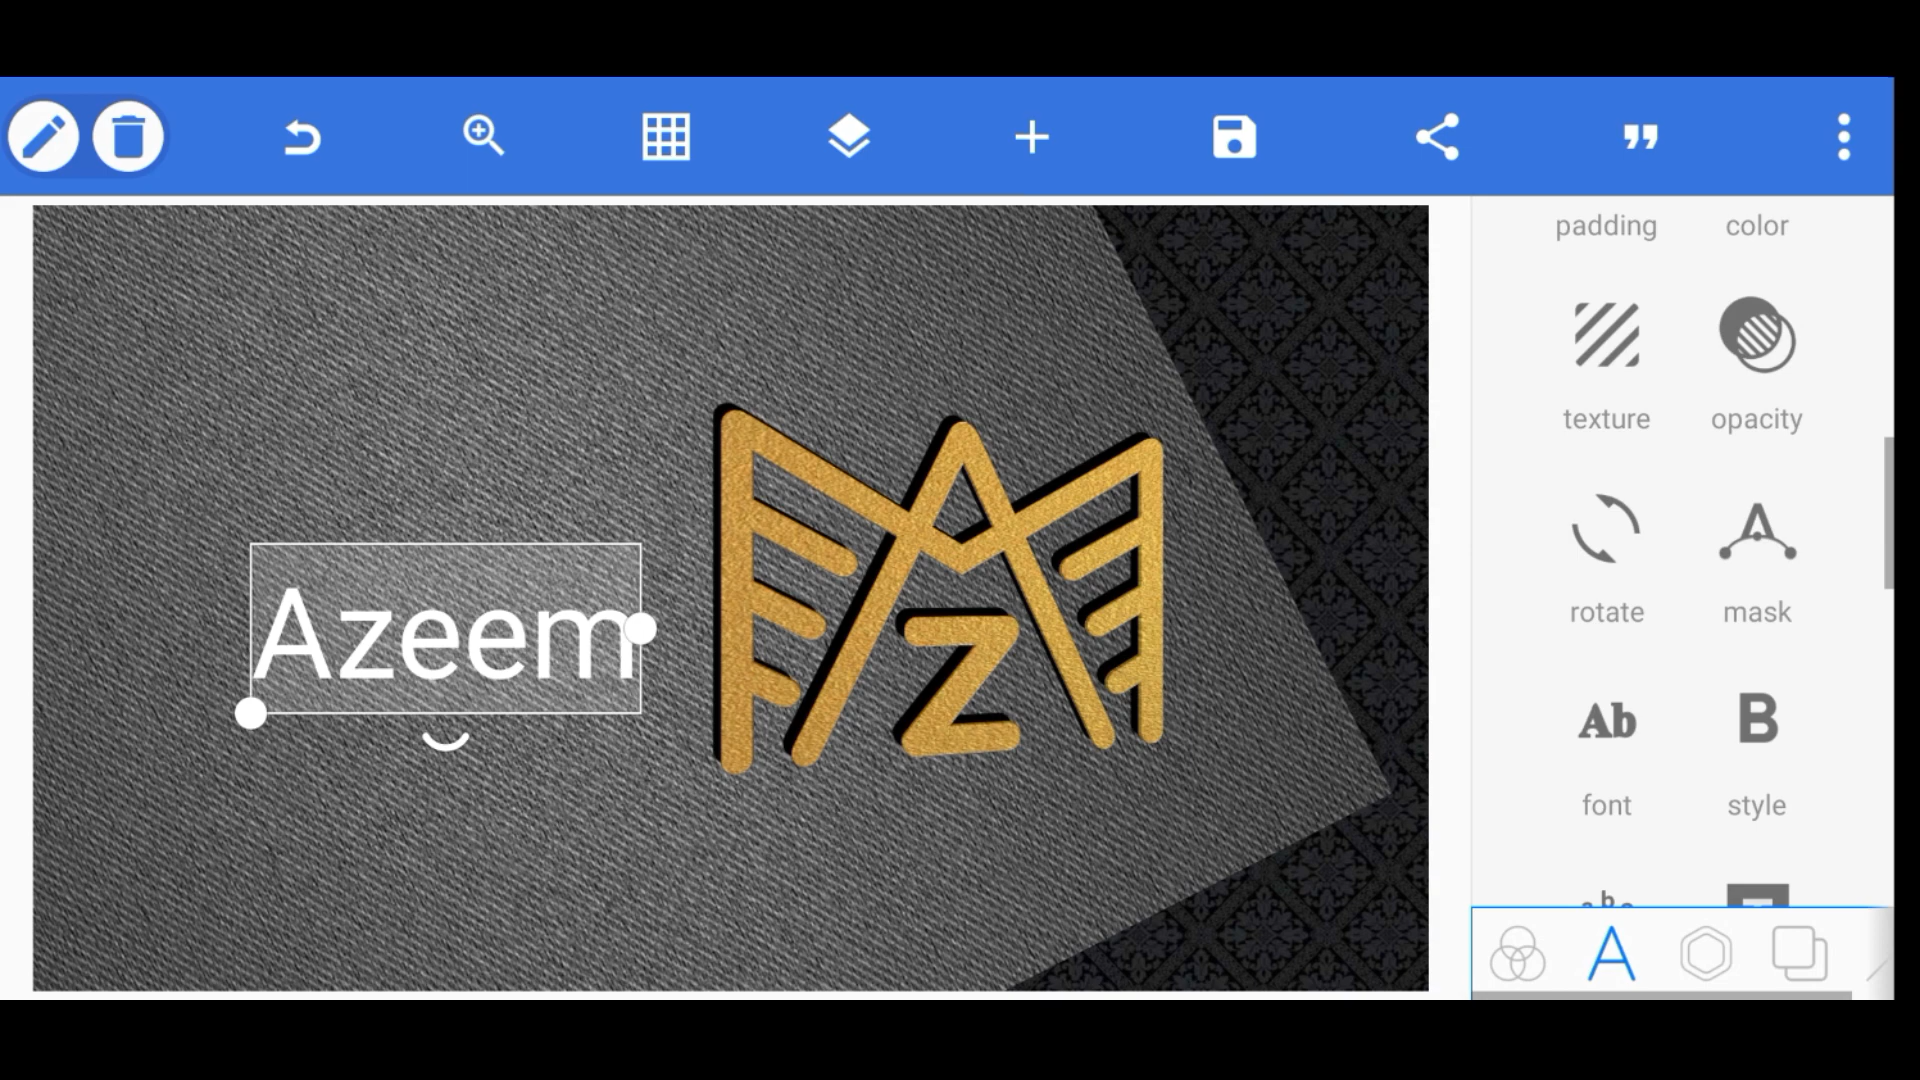 padding color
texture opacity
Azeem
z
rotate mask
Ab B
font style
A